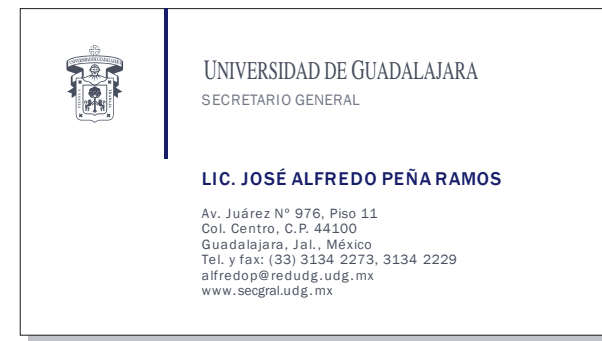 UNIVERSIDAD DE GUADALAJARA
SECRETARIO GENERAL
LIC. JOSÉ ALFREDO PEÑA RAMOS
Av. Juárez Nº 976, Piso 11
Col. Centro, C.P. 44100
Guadalajara, Jal., México
Tel. y fax: (33) 3134 2273, 3134 2229
alfredop@redudg.udg.mx
www.secgral.udg.mx